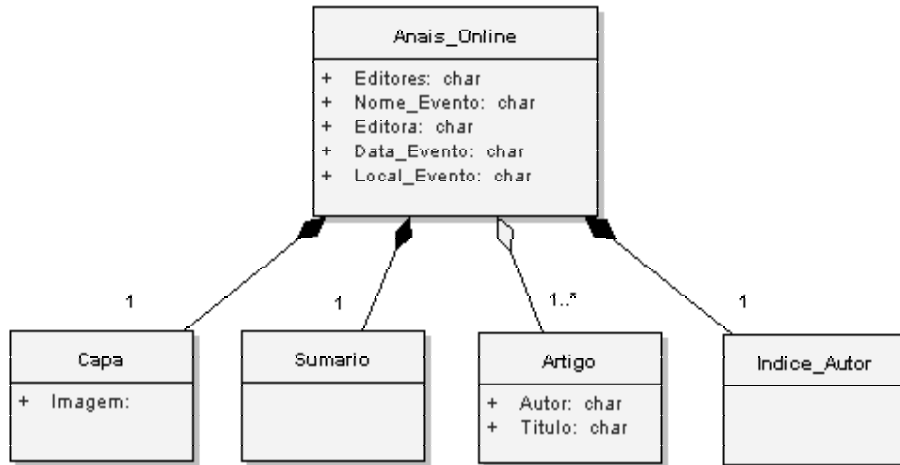 Anais_Online
+ Editores: char
+ Nome_Evento: char
+ Editora: char
+ Data_Evento: char
+ Local_Evento: char
1
1
1..*
1
Capa
+ Imagem:
Sumario
Artigo
+ Autor: char
+ Titulo: char
Indice_Autor